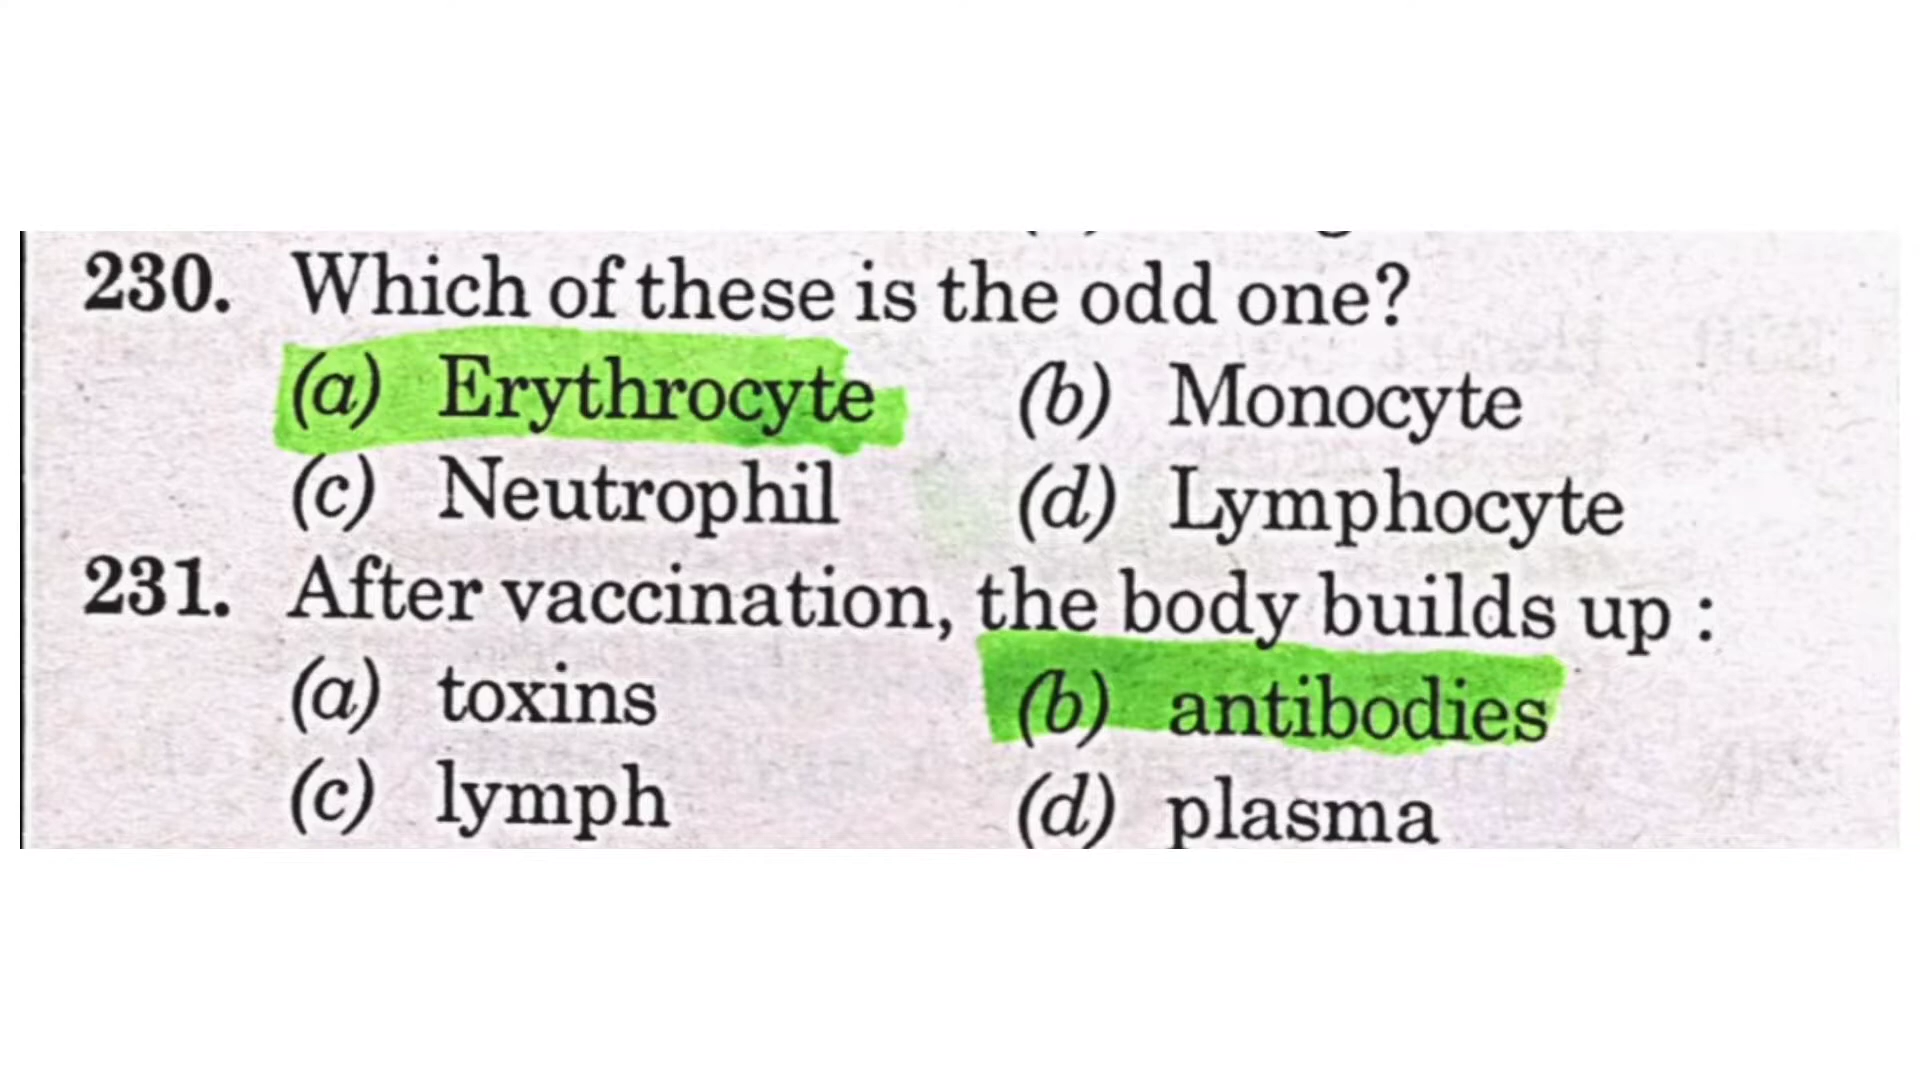 230. Which of these is the odd one?
(a) Erythrocyte (b) Monocyte
(c) Neutrophil (d) Lymphocyte
231. After vaccination, the body builds up :
(a) toxins (b) antibodies
(c) lymph (d) plasma